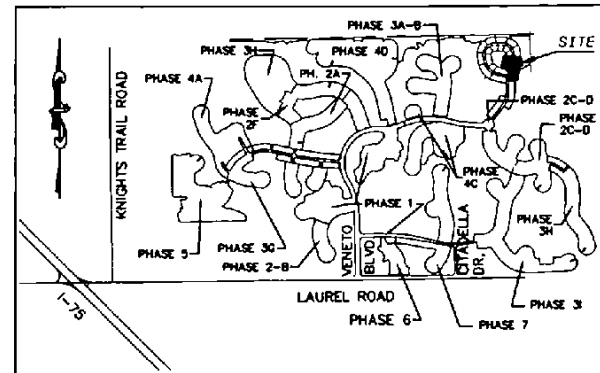 PHASE 3A-B
SITE
PHASE 3H
PHASE 4D
PHASE 4A
PH. 2A
PHASE 2C-D
PHASE
2F
PHASE
2C-D
KNIGHTS TRAIL ROAD
PHASE
4C
PHASE 1
PHASE
3H
PHASE 5
PHASE 3G
PHASE 2-B
VENETO
BLVD.
CITADELLA
DR.
LAUREL ROAD
PHASE 3I
PHASE 6
PHASE 7
I-75